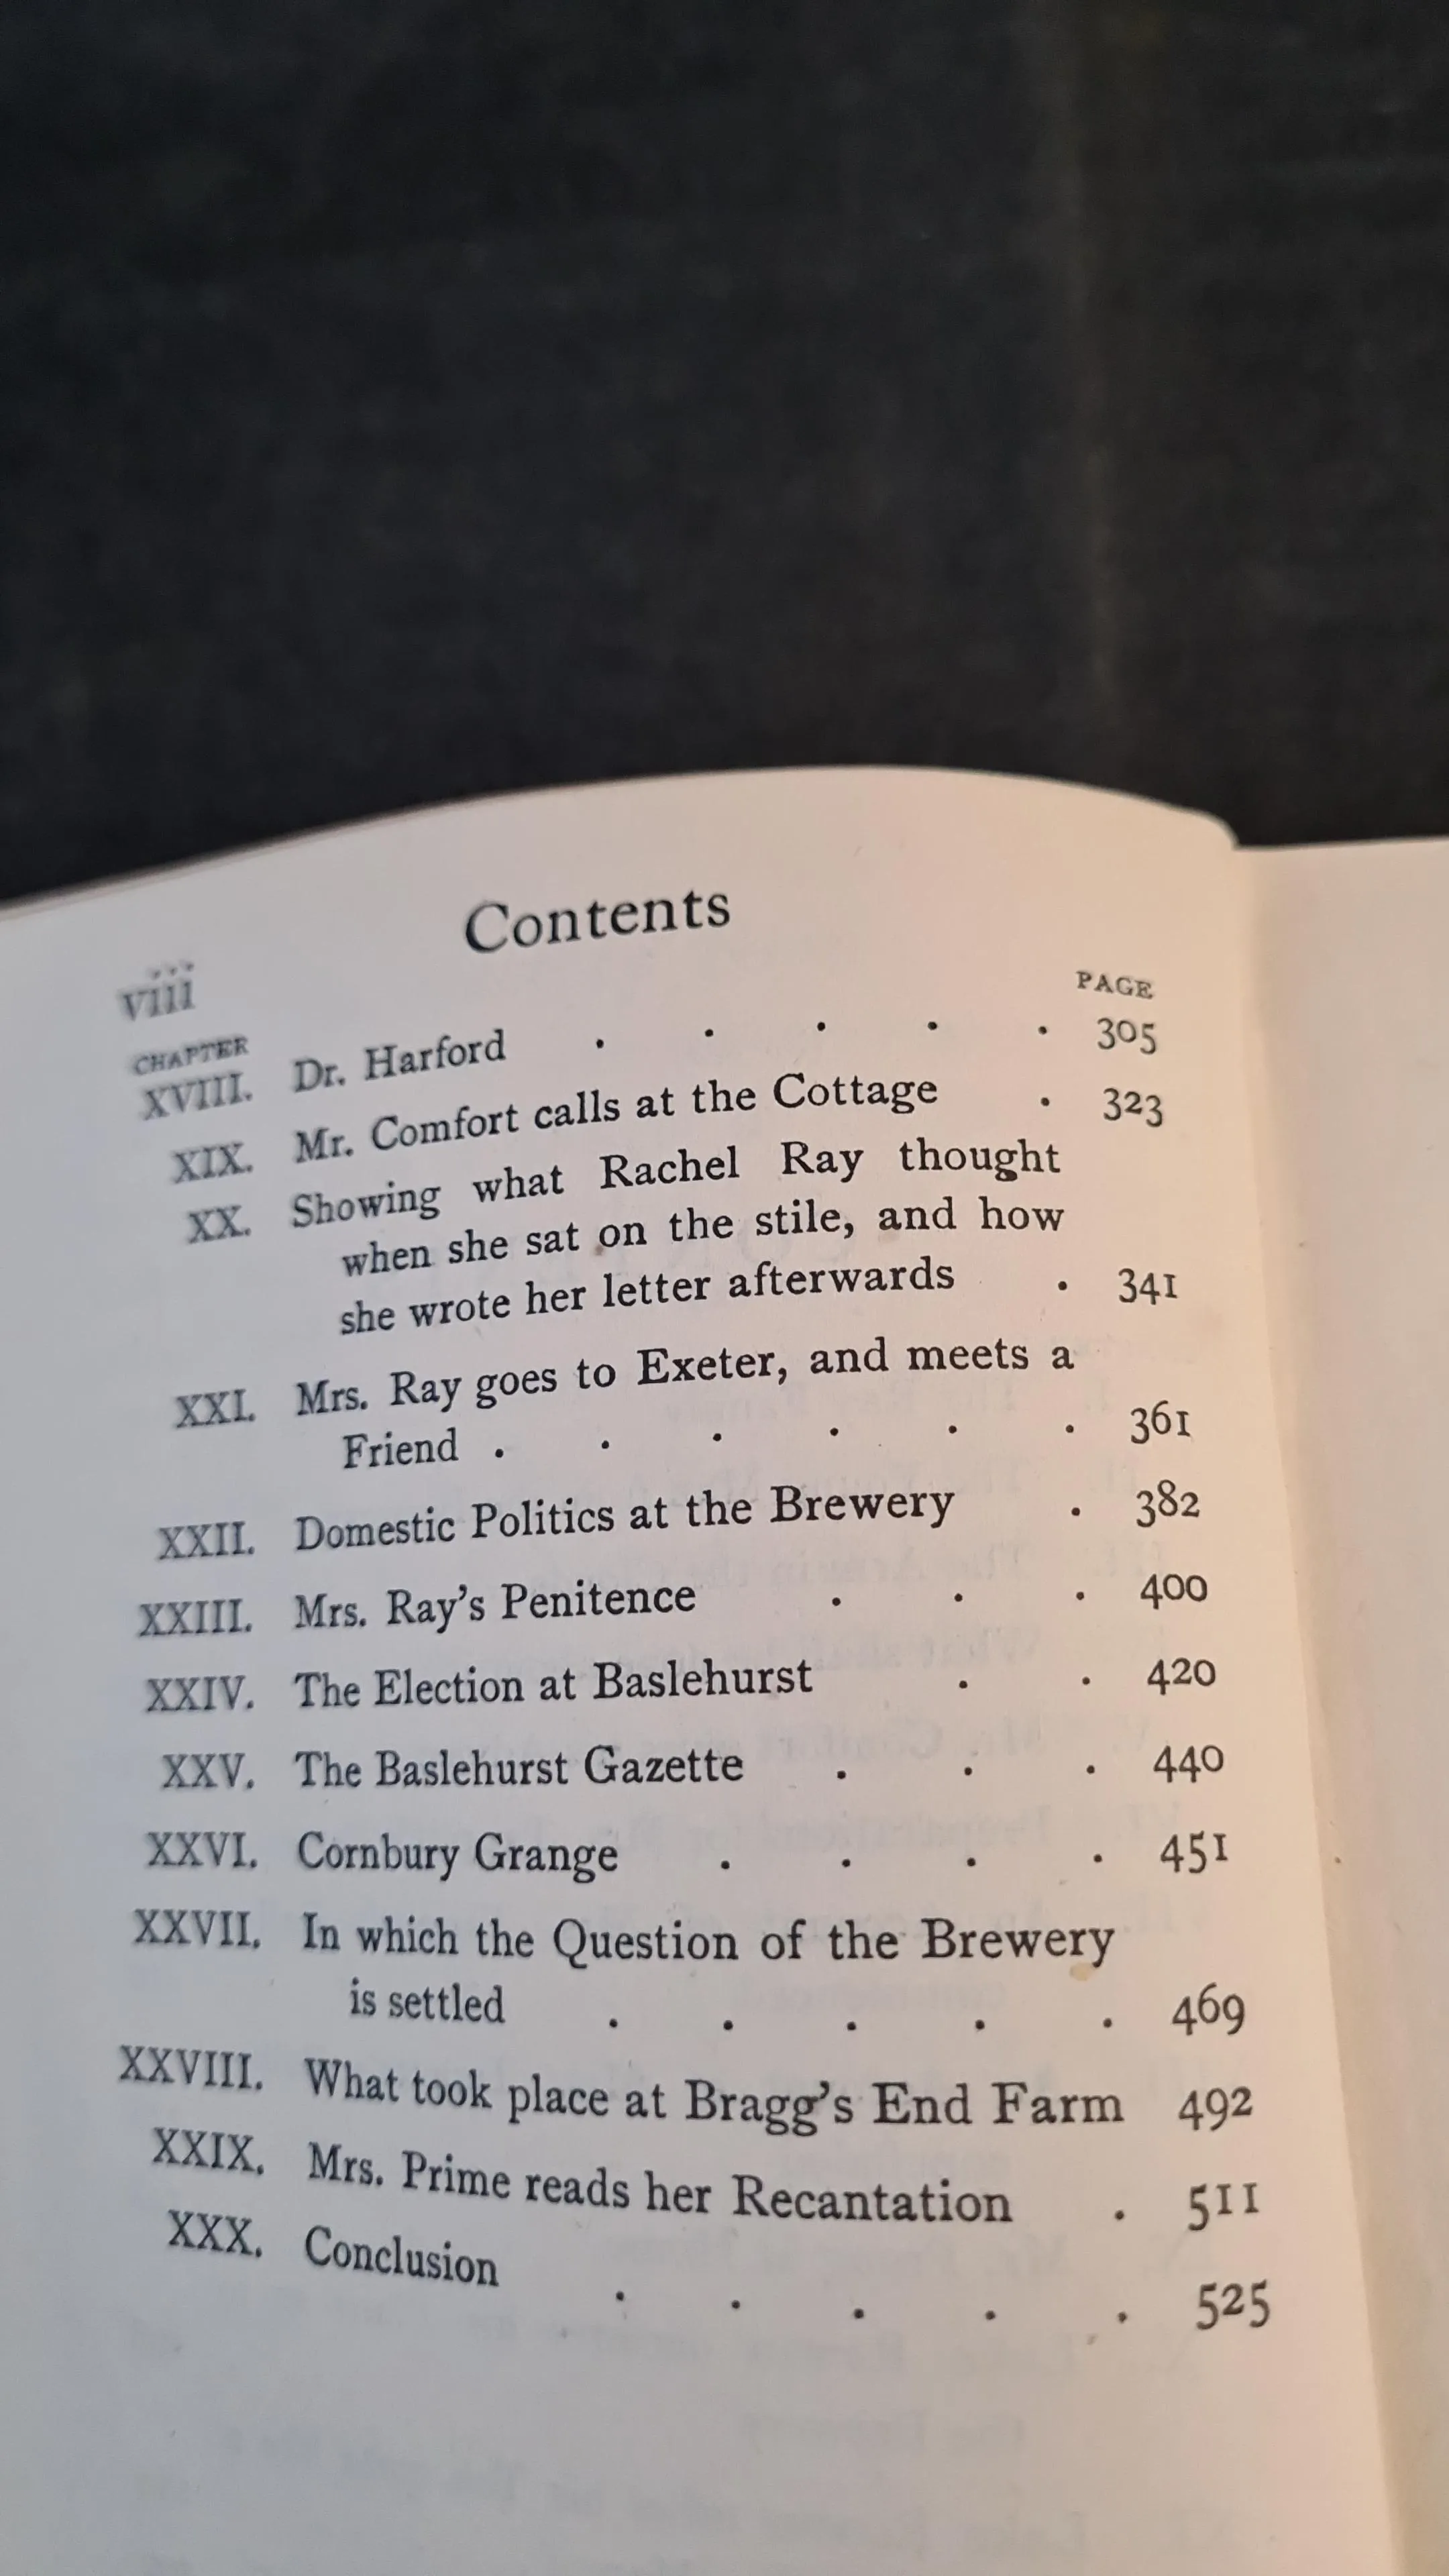 Contents
viii
CHAPTER PAGE
XVIII. Dr. Harford . . . . . 305
XIX. Mr. Comfort calls at the Cottage . 323
XX. Showing what Rachel Ray thought
when she sat on the stile, and how
she wrote her letter afterwards . 341
XXI. Mrs. Ray goes to Exeter, and meets a
Friend . . . . . . 361
XXII. Domestic Politics at the Brewery . 382
XXIII. Mrs. Ray's Penitence . . . 400
XXIV. The Election at Baslehurst . . 420
XXV. The Baslehurst Gazette . . . 440
XXVI. Cornbury Grange . . . . 451
XXVII. In which the Question of the Brewery
is settled . . . . . 469
XXVIII. What took place at Bragg's End Farm 492
XXIX. Mrs. Prime reads her Recantation . 511
XXX. Conclusion . . . . . 525